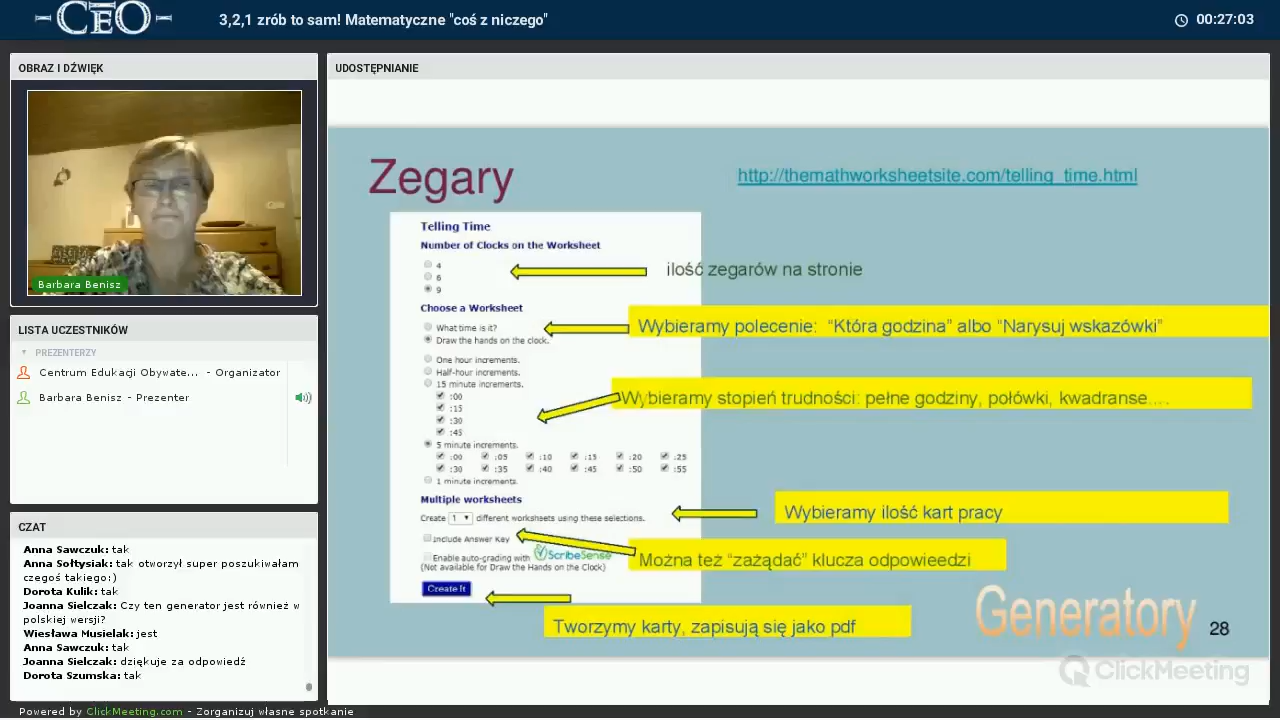 CEO
3,2,1 zrób to sam! Matematyczne "coś z niczego"
00:27:03
OBRAZ I DŹWIĘK
Barbara Benisz
LISTA UCZESTNIKÓW
PREZENTERZY
Centrum Edukacji Obywate... - Organizator
Barbara Benisz - Prezenter
CZAT
Anna Sawczuk: tak
Anna Sołtysiak: tak otworzył super poszukiwałam
czegoś takiego:)
Dorota Kulik: tak
Joanna Sielczak: Czy ten generator jest również w
polskiej wersji?
Wiesława Musielak: jest
Anna Sawczuk: tak
Joanna Sielczak: dziękuje za odpowiedź
Dorota Szumska: tak
Powered by ClickMeeting.com - Zorganizuj własne spotkanie
UDOSTĘPNIANIE
Zegary
http://themathworksheetsite.com/telling_time.html
Telling Time
Number of Clocks on the Worksheet
4
6
9
ilość zegarów na stronie
Choose a Worksheet
What time is it?
Draw the hands on the clock.
Wybieramy polecenie: “Która godzina” albo “Narysuj wskazówki”
One hour increments.
Half-hour increments.
15 minute increments.
:00
:15
:30
:45
Wybieramy stopień trudności: pełne godziny, połówki, kwadranse....
5 minute increments.
:00 :05 :10 :15 :20 :25
:30 :35 :40 :45 :50 :55
1 minute increments.
Multiple worksheets
Create 1 different worksheets using these selections.
Wybieramy ilość kart pracy
Include Answer Key
Enable auto-grading with ScribeSense
(Not available for Draw the Hands on the Clock)
Można też “zażądać” klucza odpowieedzi
Create It
Tworzymy karty, zapisują się jako pdf
Generatory
28
ClickMeeting